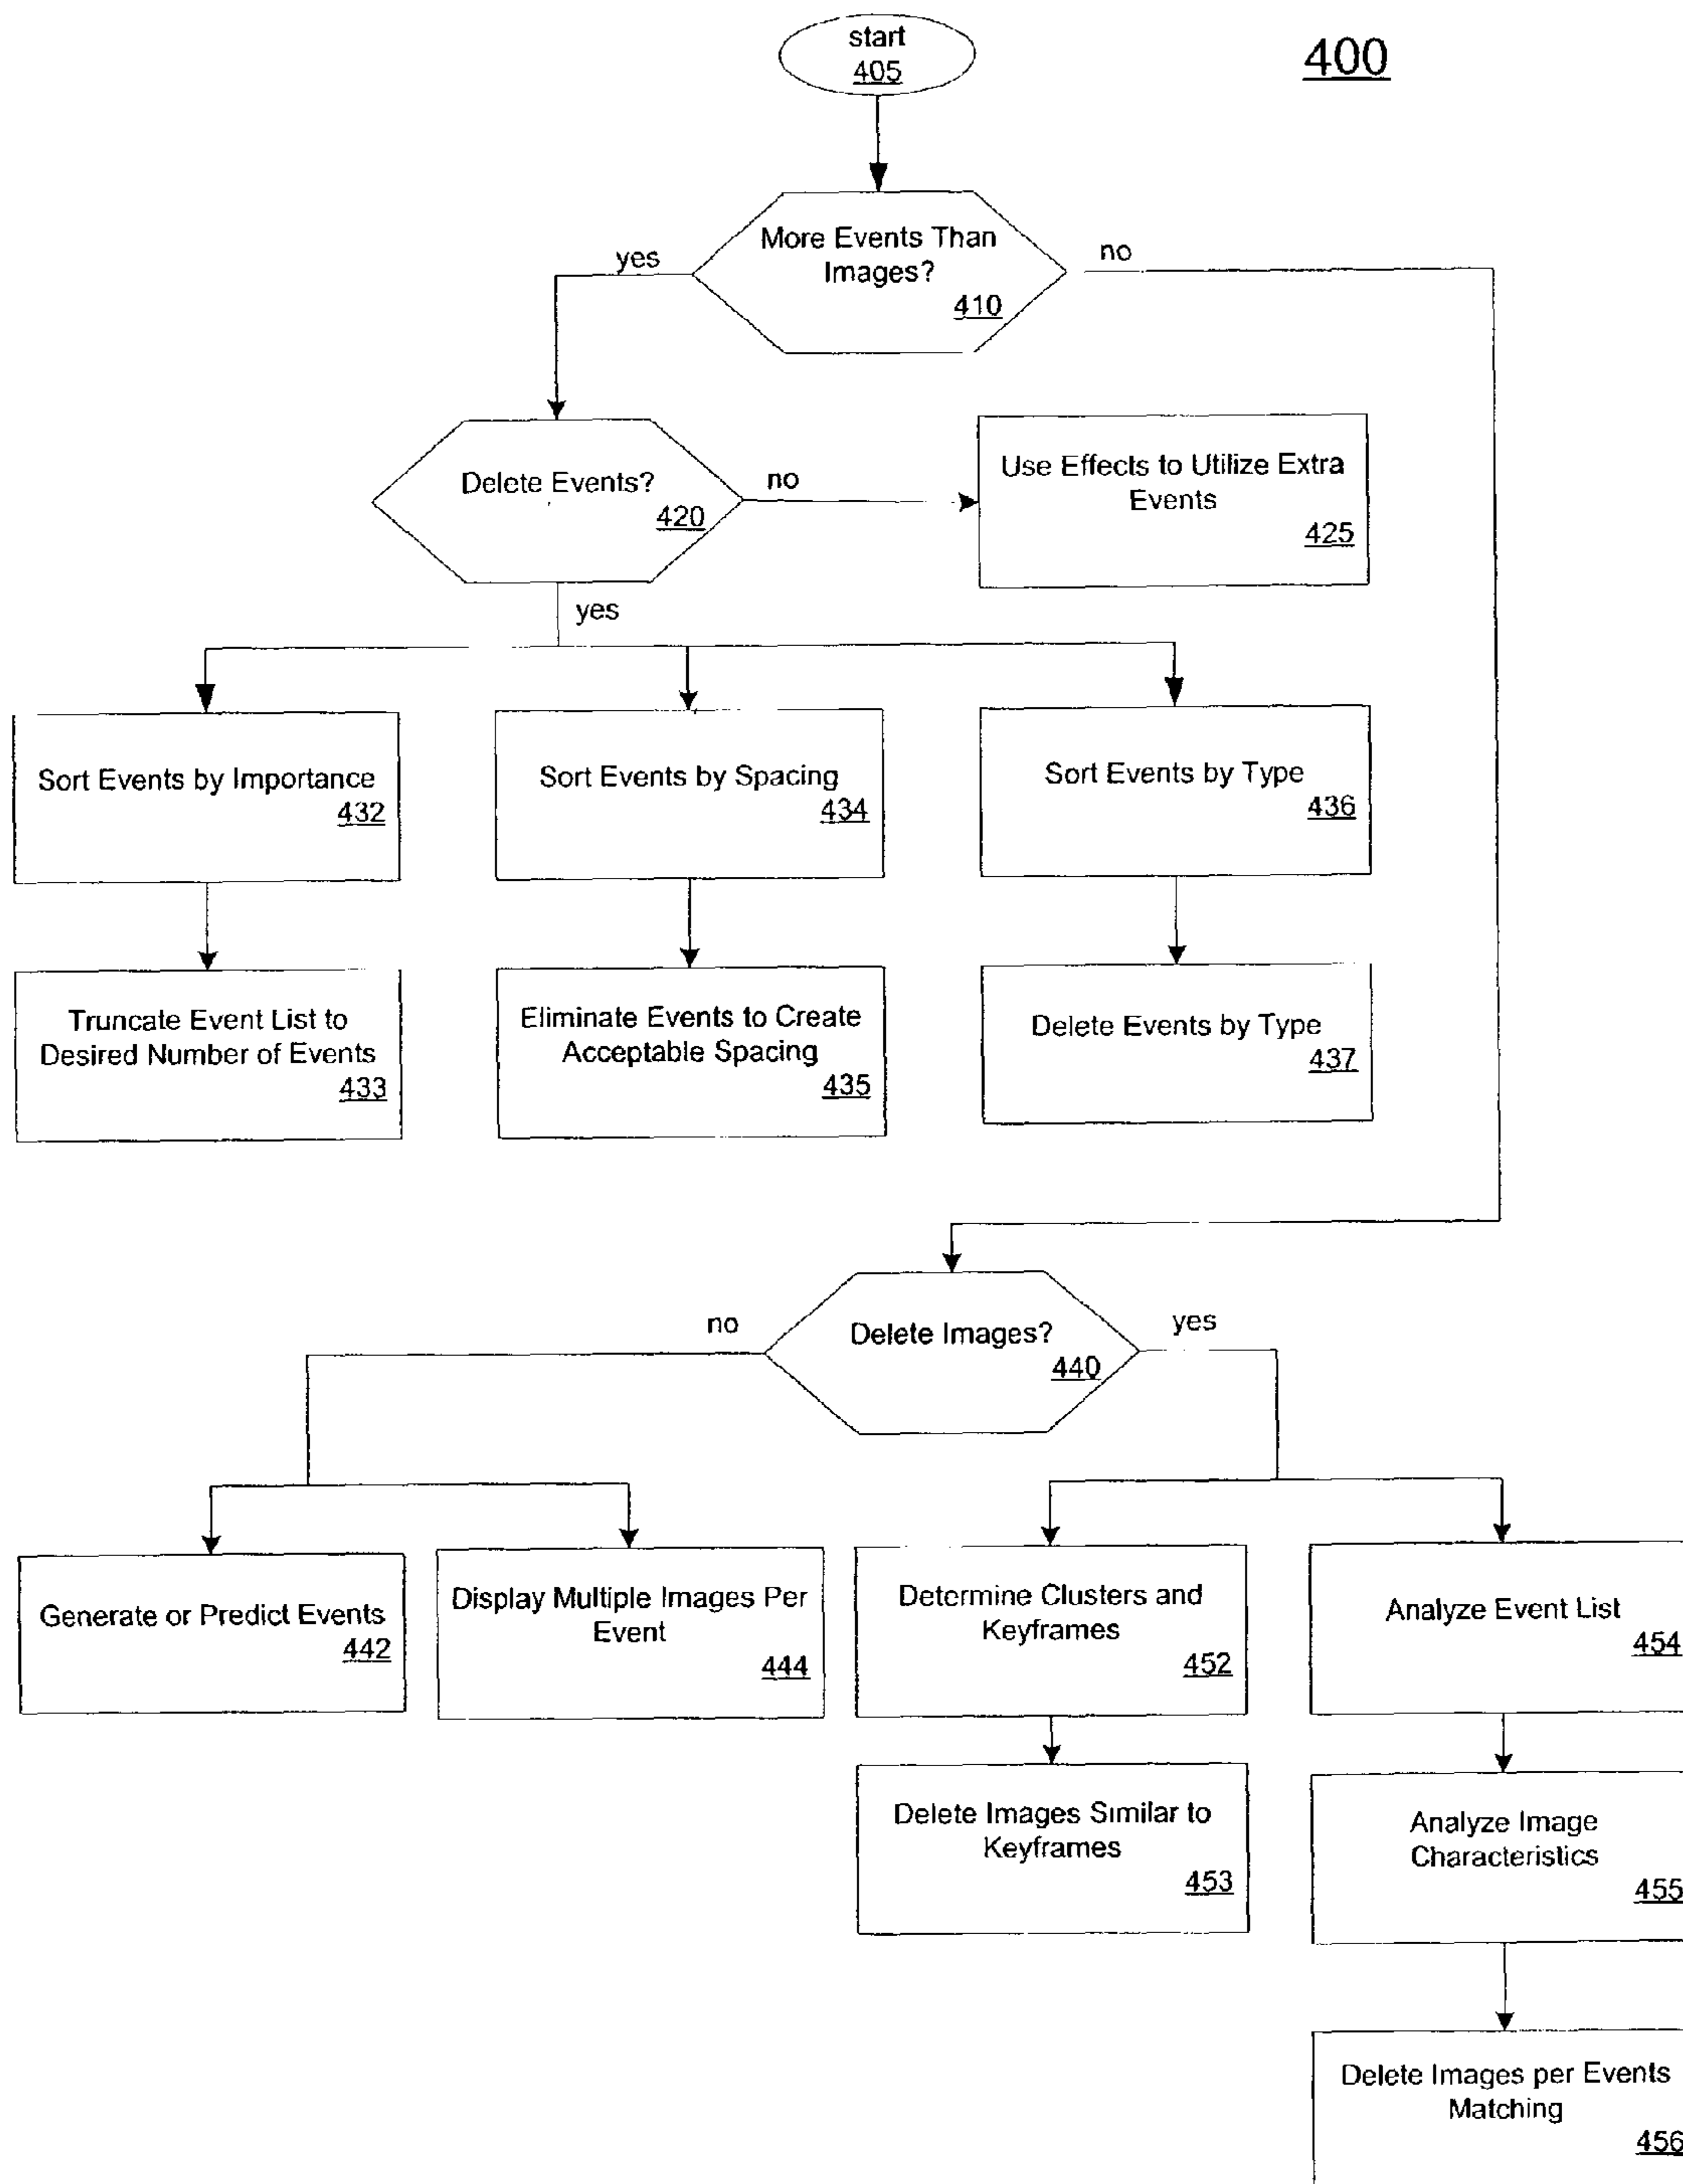 start
405
400
More Events Than
Images?
410
yes
no
Delete Events?
420
no
Use Effects to Utilize Extra
Events
425
yes
Sort Events by Importance
432
Sort Events by Spacing
434
Sort Events by Type
436
Truncate Event List to
Desired Number of Events
433
Eliminate Events to Create
Acceptable Spacing
435
Delete Events by Type
437
no
Delete Images?
440
yes
Generate or Predict Events
442
Display Multiple Images Per
Event
444
Determine Clusters and
Keyframes
452
Analyze Event List
454
Delete Images Similar to
Keyframes
453
Analyze Image
Characteristics
455
Delete Images per Events
Matching
456